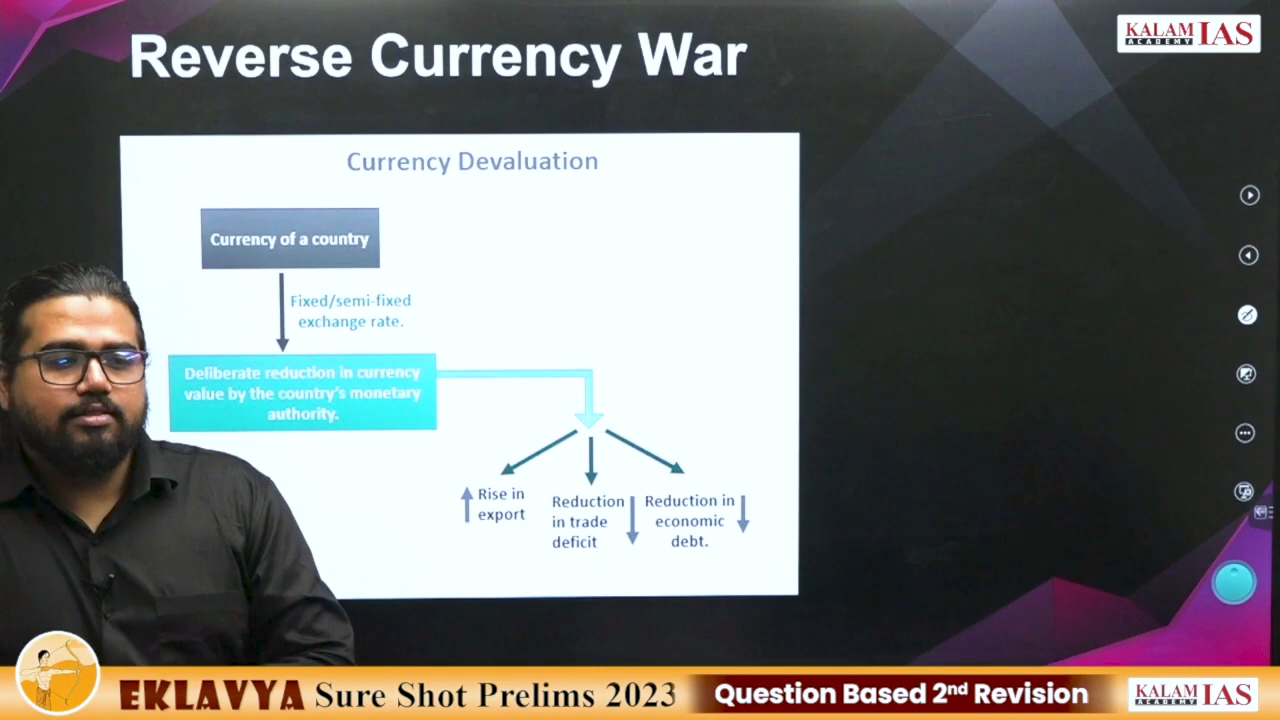 Reverse Currency War
KALAM
ACADEMY
IAS
Currency Devaluation
Currency of a country
Fixed/semi-fixed
exchange rate.
Deliberate reduction in currency
value by the country's monetary
authority.
Rise in
export
Reduction
in trade
deficit
Reduction in
economic
debt.
EKLAVYA Sure Shot Prelims 2023
Question Based 2nd Revision
KALAM
ACADEMY
IAS